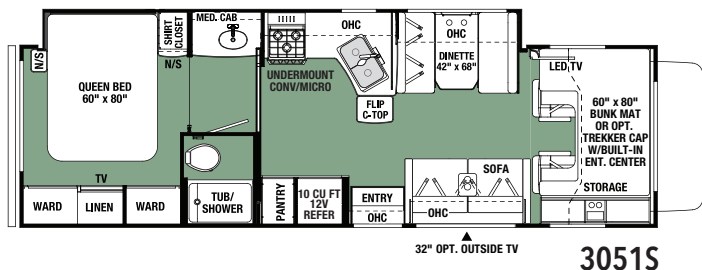 N/S
QUEEN BED
60" x 80"
SHIRT
CLOSET
N/S
MED. CAB
OHC
UNDERMOUNT
CONV/MICRO
FLIP
C-TOP
OHC
DINETTE
42" x 68"
LED TV
60" x 80"
BUNK MAT
OR OPT.
TREKKER CAP
W/BUILT-IN
ENT. CENTER
STORAGE
TV
WARD
LINEN
WARD
TUB/
SHOWER
PANTRY
10 CU FT
12V
REFER
ENTRY
OHC
SOFA
OHC
32" OPT. OUTSIDE TV
3051S